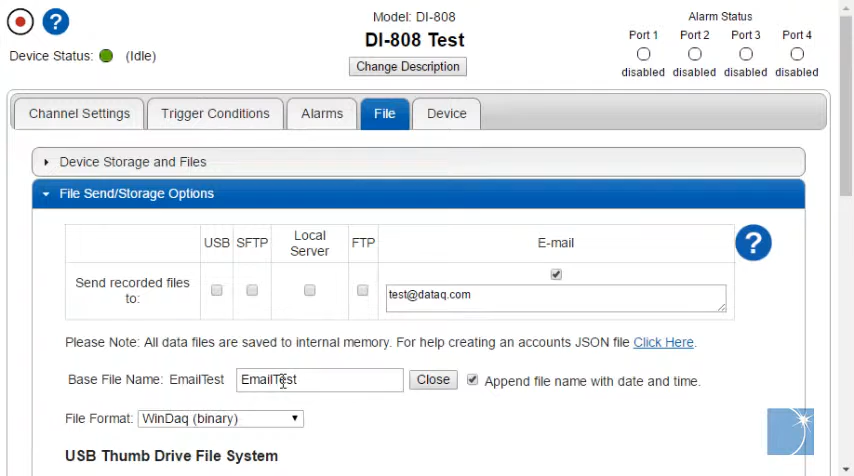 Model: DI-808
Alarm Status
?
DI-808 Test
Port 1 Port 2 Port 3 Port 4
Device Status: (Idle)
Change Description
disabled disabled disabled disabled
Channel Settings Trigger Conditions Alarms File Device
Device Storage and Files
File Send/Storage Options
USB SFTP Local Server FTP E-mail
?
Send recorded files to:
test@dataq.com
Please Note: All data files are saved to internal memory. For help creating an accounts JSON file Click Here.
Base File Name: EmailTest EmailTest Close Append file name with date and time.
File Format: WinDaq (binary)
USB Thumb Drive File System